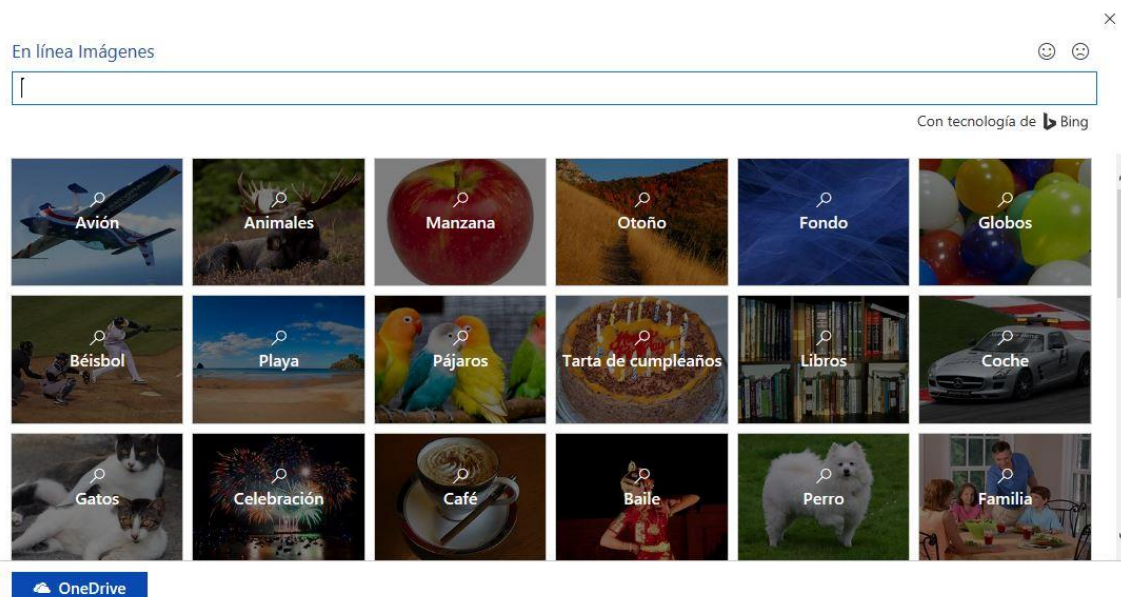 En línea Imágenes
Con tecnología de Bing
Avión
Animales
Manzana
Otoño
Fondo
Globos
Béisbol
Playa
Pájaros
Tarta de cumpleaños
Libros
Coche
Gatos
Celebración
Café
Baile
Perro
Familia
OneDrive